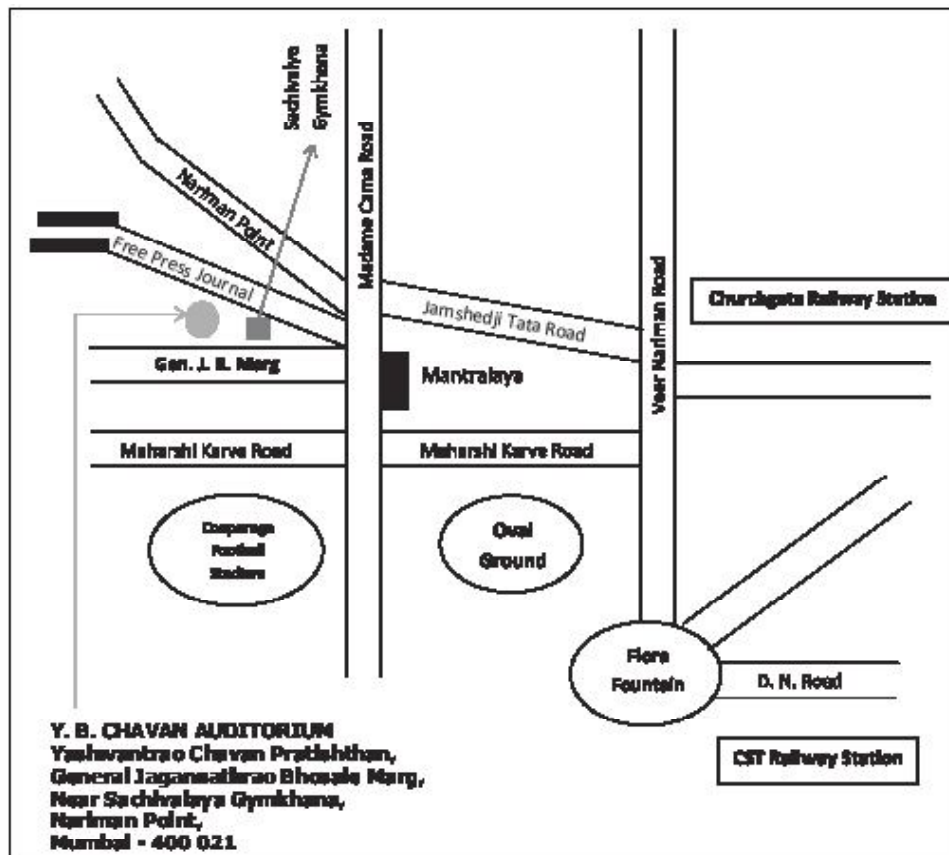 Sachivalya
Gymkhana
Madame Cama Road
Nariman Point
Free Press Journal
Veer Nariman Road
Churchgate Railway Station
Jamshedji Tata Road
Gen. J. B. Marg
Mantralaya
Maharshi Karve Road
Maharshi Karve Road
Cooperage
Football
Stadium
Oval
Ground
Flora
Fountain
D. N. Road
CST Railway Station
Y. B. CHAVAN AUDITORIUM
Yashvantrao Chavan Pratishthan,
General Jagannathrao Bhosale Marg,
Near Sachivalaya Gymkhana,
Nariman Point,
Mumbai - 400 021